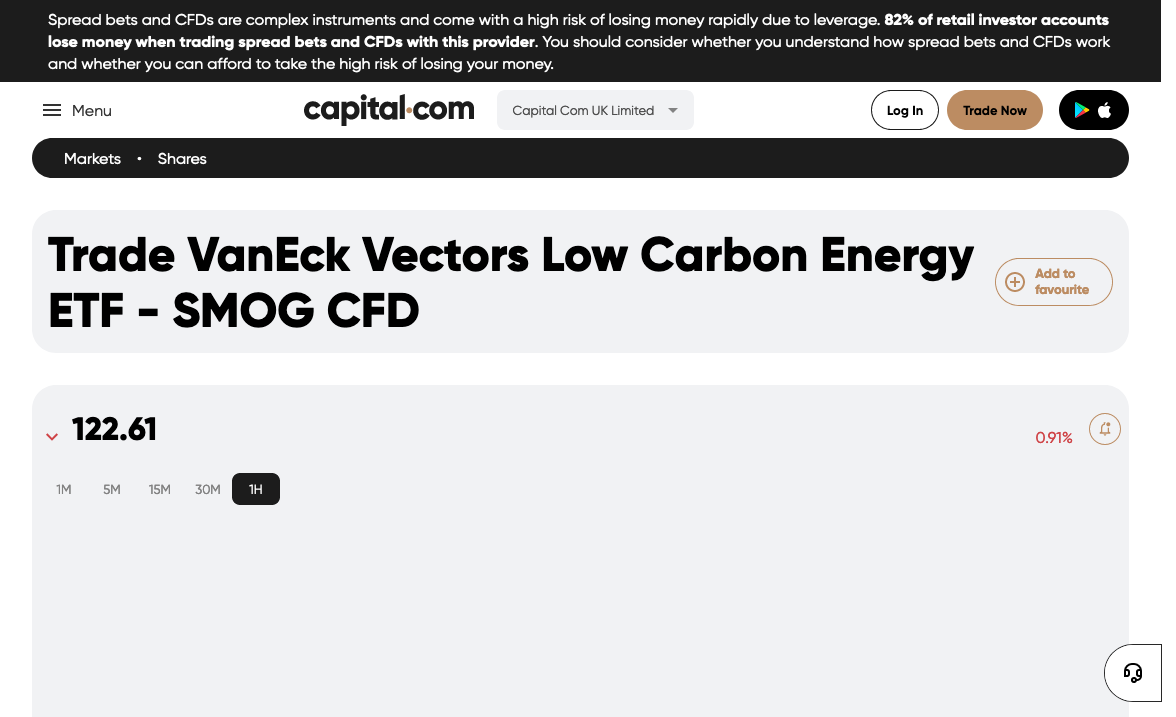 Spread bets and CFDs are complex instruments and come with a high risk of losing money rapidly due to leverage. 82% of retail investor accounts
lose money when trading spread bets and CFDs with this provider. You should consider whether you understand how spread bets and CFDs work
and whether you can afford to take the high risk of losing your money.
Menu
capital.com
Capital Com UK Limited
Log In
Trade Now
Markets • Shares
Trade VanEck Vectors Low Carbon Energy
ETF - SMOG CFD
Add to
favourite
122.61
0.91%
1M 5M 15M 30M 1H